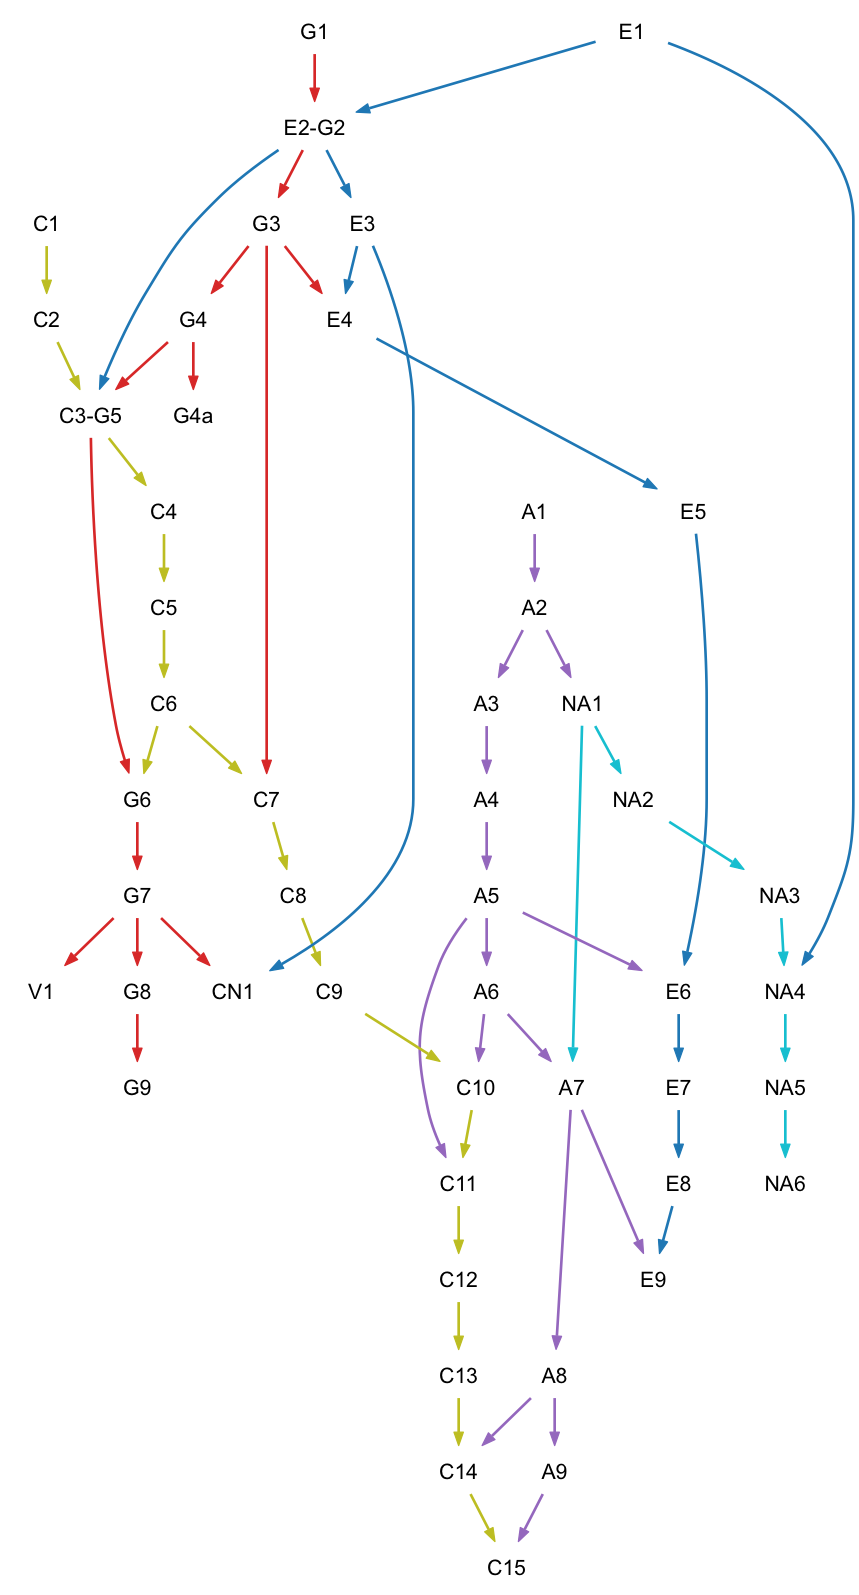 G1 E1
E2-G2
C1 G3 E3
C2 G4 E4
C3-G5 G4a
C4 A1 E5
C5 A2
C6 A3 NA1
G6 C7 A4 NA2
G7 C8 A5 NA3
V1 G8 CN1 C9 A6 E6 NA4
G9 C10 A7 E7 NA5
C11 E8 NA6
C12 E9
C13 A8
C14 A9
C15